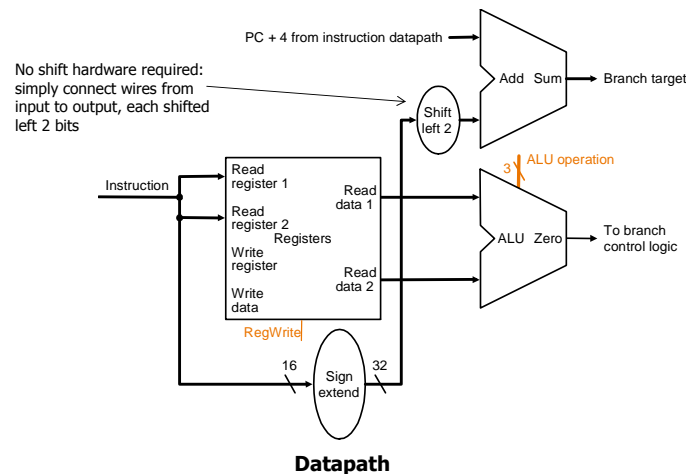 PC + 4 from instruction datapath
No shift hardware required:
simply connect wires from
input to output, each shifted
left 2 bits
Add Sum
Branch target
Shift
left 2
ALU operation
3
Instruction
Read
register 1
Read
register 2
Registers
Write
register
Write
data
Read
data 1
Read
data 2
ALU Zero
To branch
control logic
RegWrite
16
Sign
extend
32
Datapath